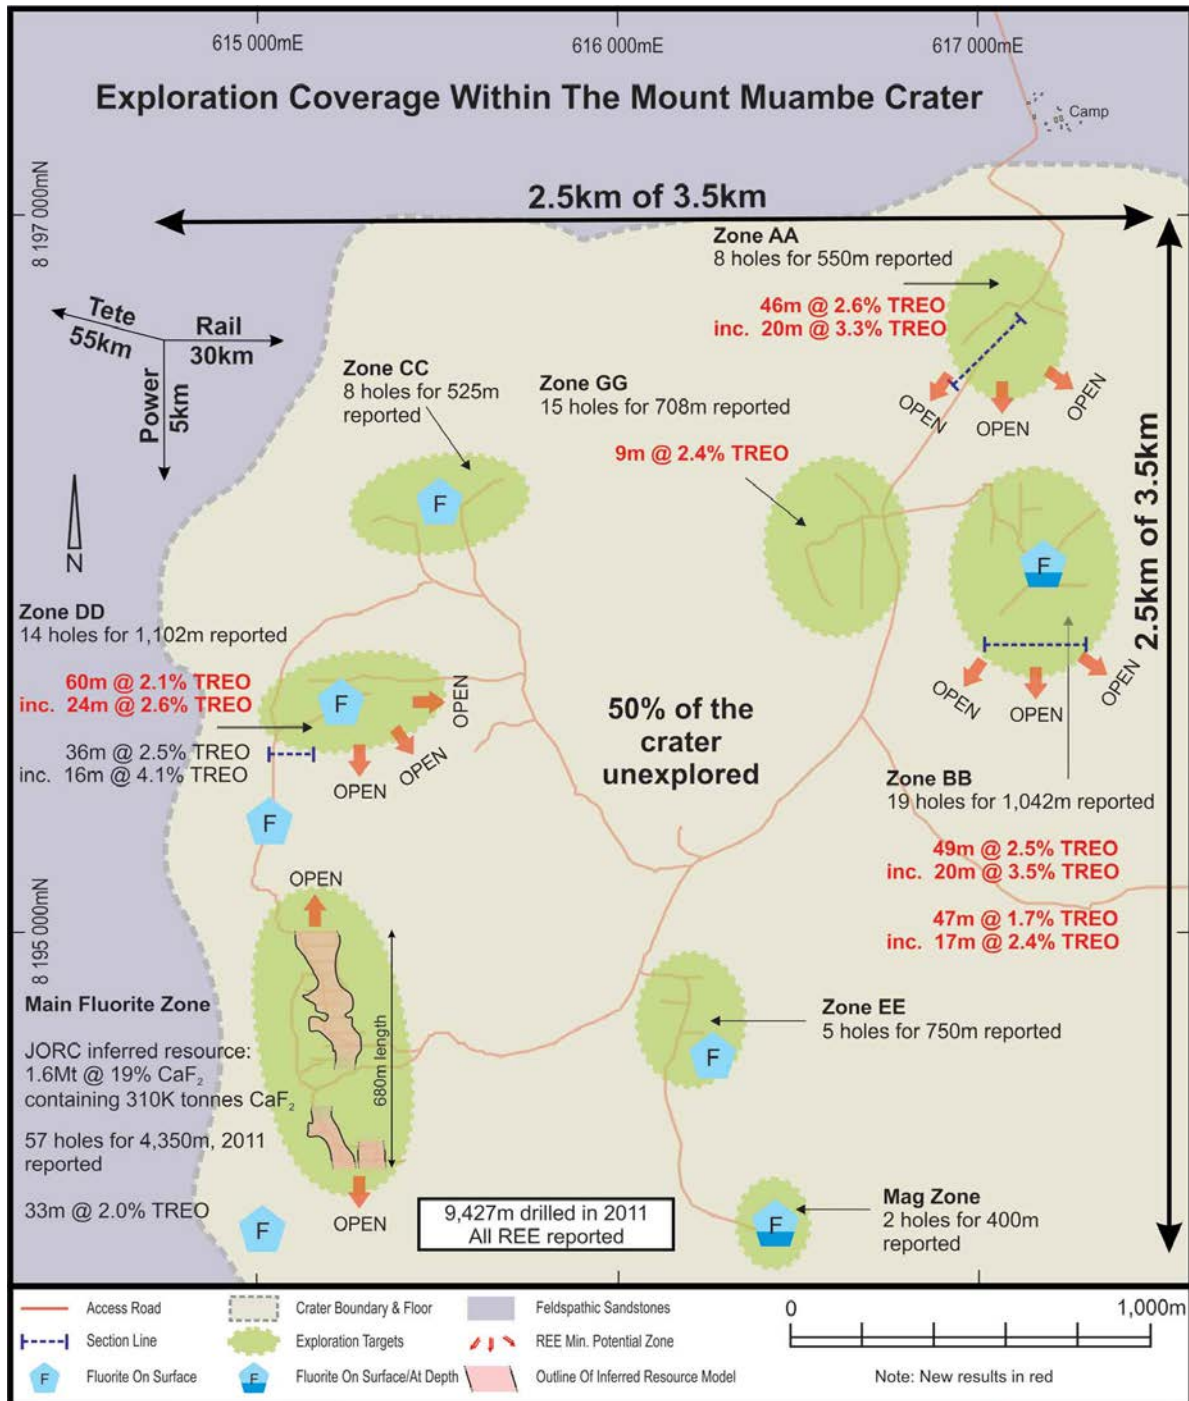 615 000mE
616 000mE
617 000mE
Exploration Coverage Within The Mount Muambe Crater
Camp
8 197 000mN
2.5km of 3.5km
Zone AA
8 holes for 550m reported
46m @ 2.6% TREO
inc. 20m @ 3.3% TREO
OPEN
OPEN
OPEN
Tete
55km
Rail
30km
Power
5km
N
Zone CC
8 holes for 525m
reported
F
Zone GG
15 holes for 708m reported
9m @ 2.4% TREO
2.5km of 3.5km
F
OPEN
OPEN
OPEN
Zone DD
14 holes for 1,102m reported
60m @ 2.1% TREO
inc. 24m @ 2.6% TREO
36m @ 2.5% TREO
inc. 16m @ 4.1% TREO
F
OPEN
OPEN
OPEN
50% of the
crater
unexplored
Zone BB
19 holes for 1,042m reported
49m @ 2.5% TREO
inc. 20m @ 3.5% TREO
47m @ 1.7% TREO
inc. 17m @ 2.4% TREO
F
OPEN
8 195 000mN
680m length
Main Fluorite Zone
JORC inferred resource:
1.6Mt @ 19% CaF₂
containing 310K tonnes CaF₂
57 holes for 4,350m, 2011
reported
33m @ 2.0% TREO
F
OPEN
Zone EE
5 holes for 750m reported
F
9,427m drilled in 2011
All REE reported
Mag Zone
2 holes for 400m
reported
F
Access Road
Crater Boundary & Floor
Feldspathic Sandstones
Section Line
Exploration Targets
REE Min. Potential Zone
F
Fluorite On Surface
F
Fluorite On Surface/At Depth
Outline Of Inferred Resource Model
0
1,000m
Note: New results in red